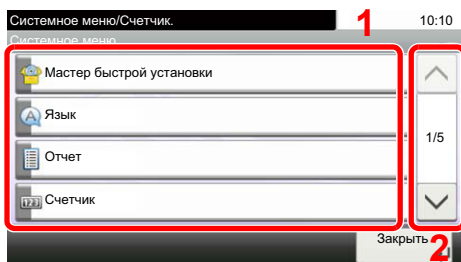 Системное меню/Счетчик. 1 10:10
Системное меню
Мастер быстрой установки
Язык
1/5
Отчет
Счетчик
Закрыть 2